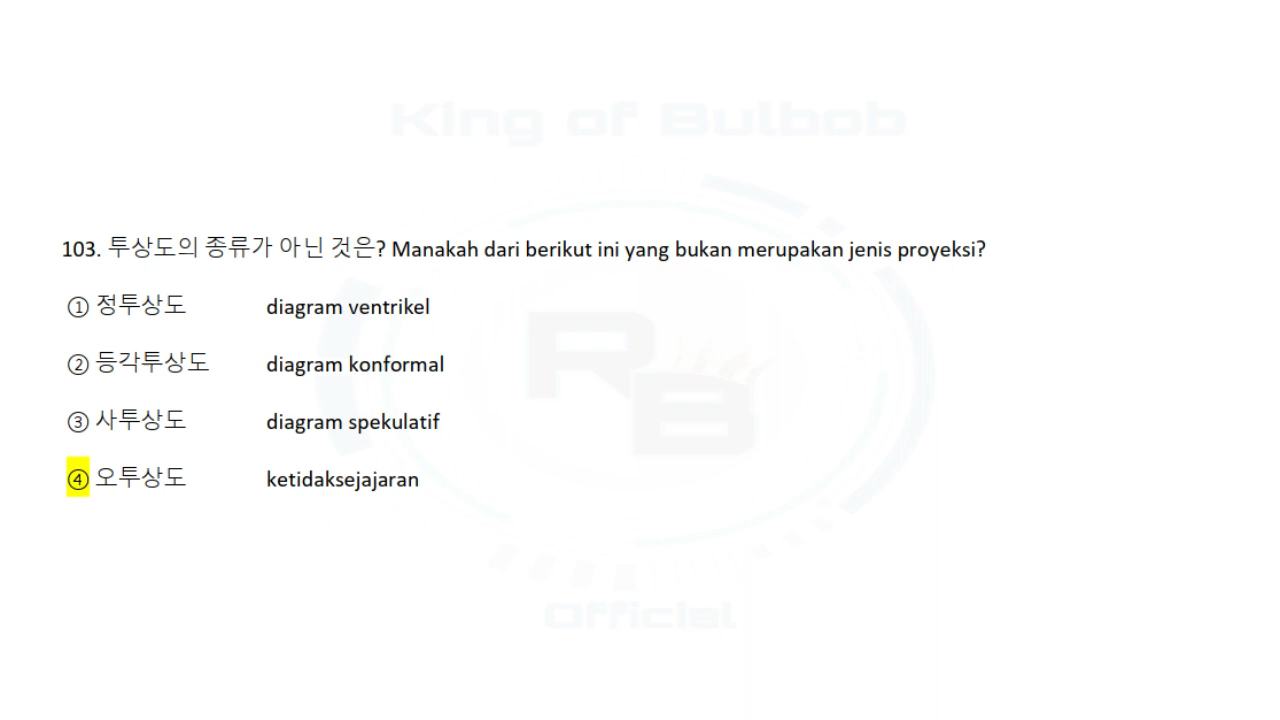 King of Bulbob
103. 투상도의 종류가 아닌 것은? Manakah dari berikut ini yang bukan merupakan jenis proyeksi?
① 정투상도 diagram ventrikel
② 등각투상도 diagram konformal
③ 사투상도 diagram spekulatif
④ 오투상도 ketidaksejajaran
RB
Official